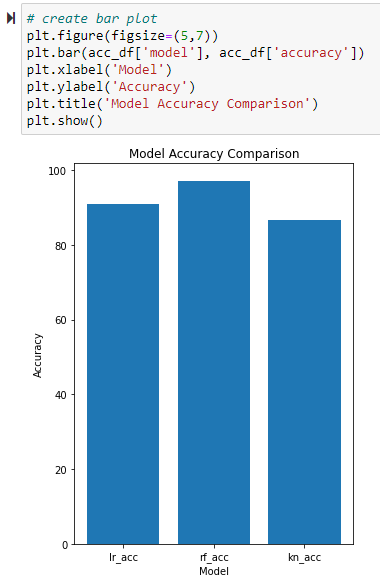 # create bar plot
plt.figure(figsize=(5,7))
plt.bar(acc_df['model'], acc_df['accuracy'])
plt.xlabel('Model')
plt.ylabel('Accuracy')
plt.title('Model Accuracy Comparison')
plt.show()
Model Accuracy Comparison
100
80
60
40
20
0
Accuracy
lr_acc rf_acc kn_acc
Model